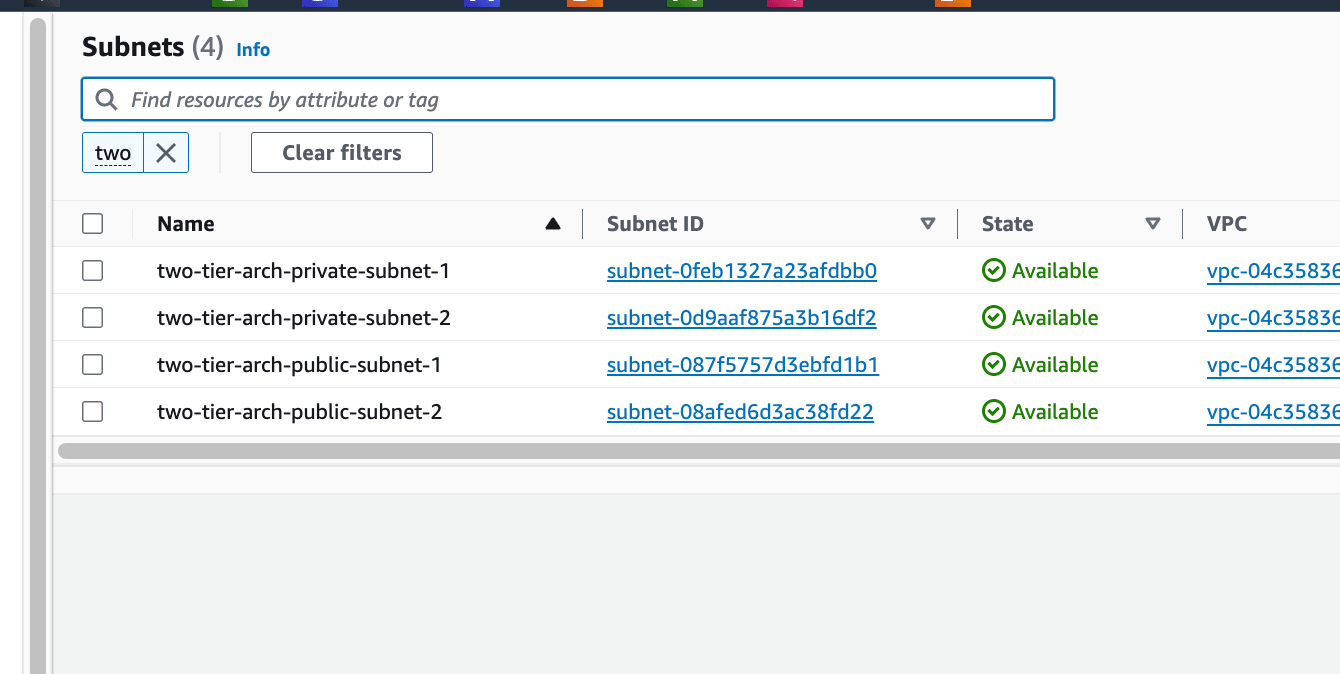 Subnets (4) Info
Find resources by attribute or tag
two Clear filters
Name Subnet ID State VPC
two-tier-arch-private-subnet-1 subnet-0feb1327a23afdbb0 Available vpc-04c35836
two-tier-arch-private-subnet-2 subnet-0d9aaf875a3b16df2 Available vpc-04c35836
two-tier-arch-public-subnet-1 subnet-087f5757d3ebfd1b1 Available vpc-04c35836
two-tier-arch-public-subnet-2 subnet-08afed6d3ac38fd22 Available vpc-04c35836